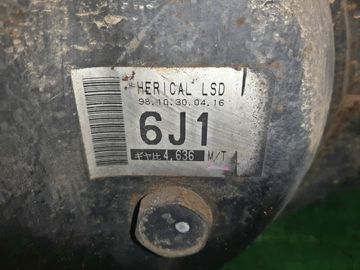 HERICAL LSD
98.10.30.04.16
6J1
ギヤ比 4,636 M/T